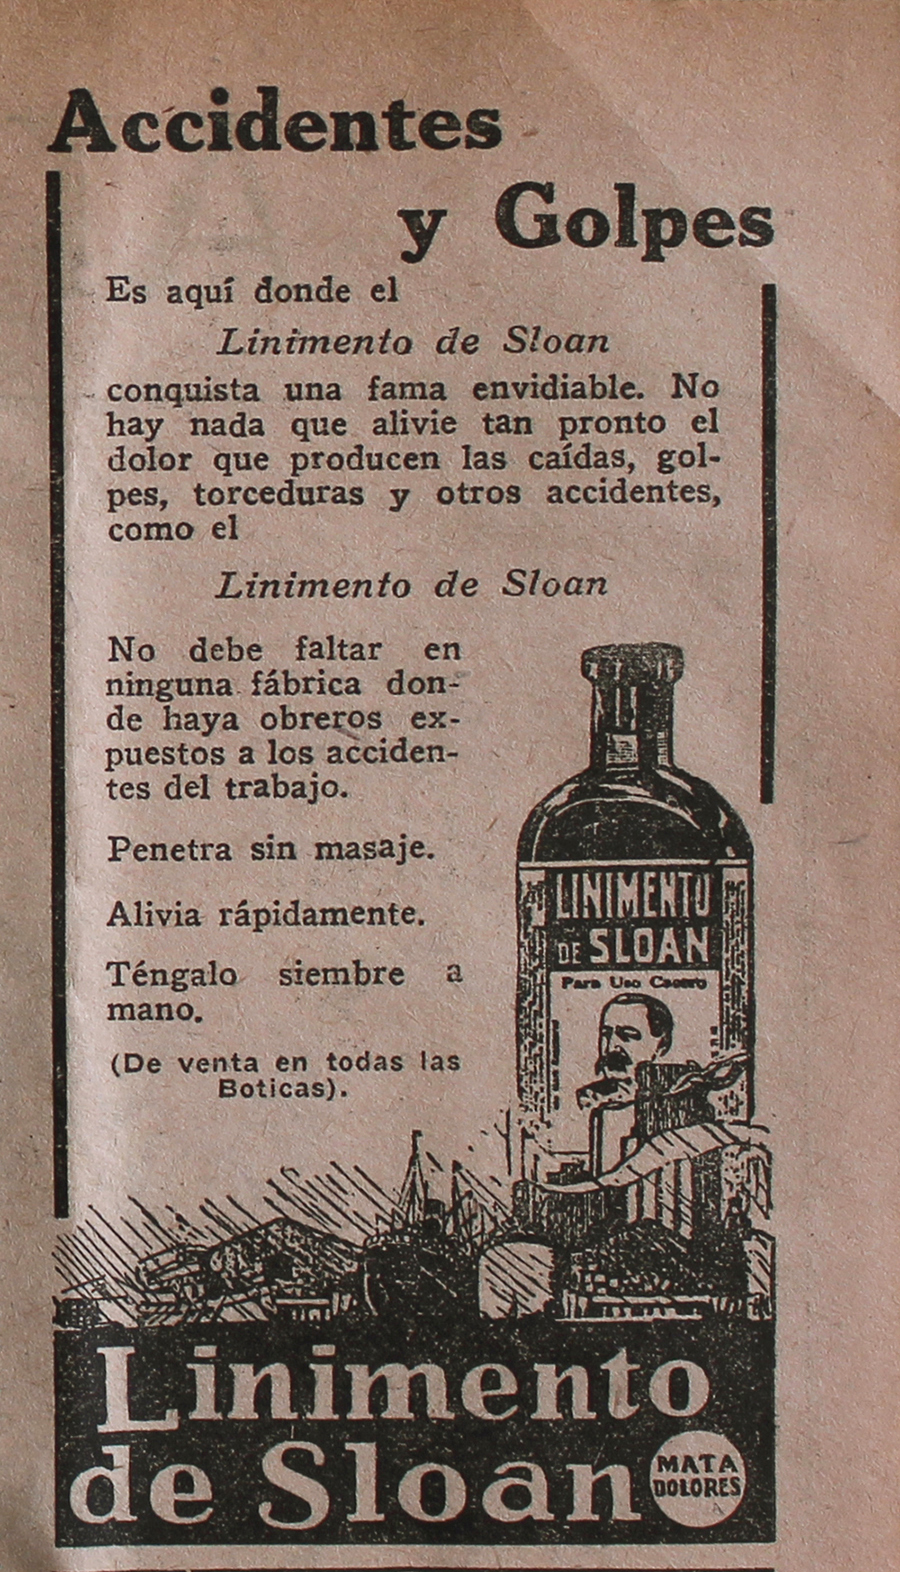 Accidentes
y Golpes
Es aquí donde el
Linimento de Sloan
conquista una fama envidiable. No
hay nada que alivie tan pronto el
dolor que producen las caídas, gol-
pes, torceduras y otros accidentes,
como el
Linimento de Sloan
No debe faltar en
ninguna fábrica don-
de haya obreros ex-
puestos a los acciden-
tes del trabajo.
Penetra sin masaje.
Alivia rápidamente.
Téngalo siembre a
mano.
(De venta en todas las
Boticas).
LINIMENTO
DE SLOAN
Para Uso Casero
Linimento
de Sloan
MATA
DOLORES